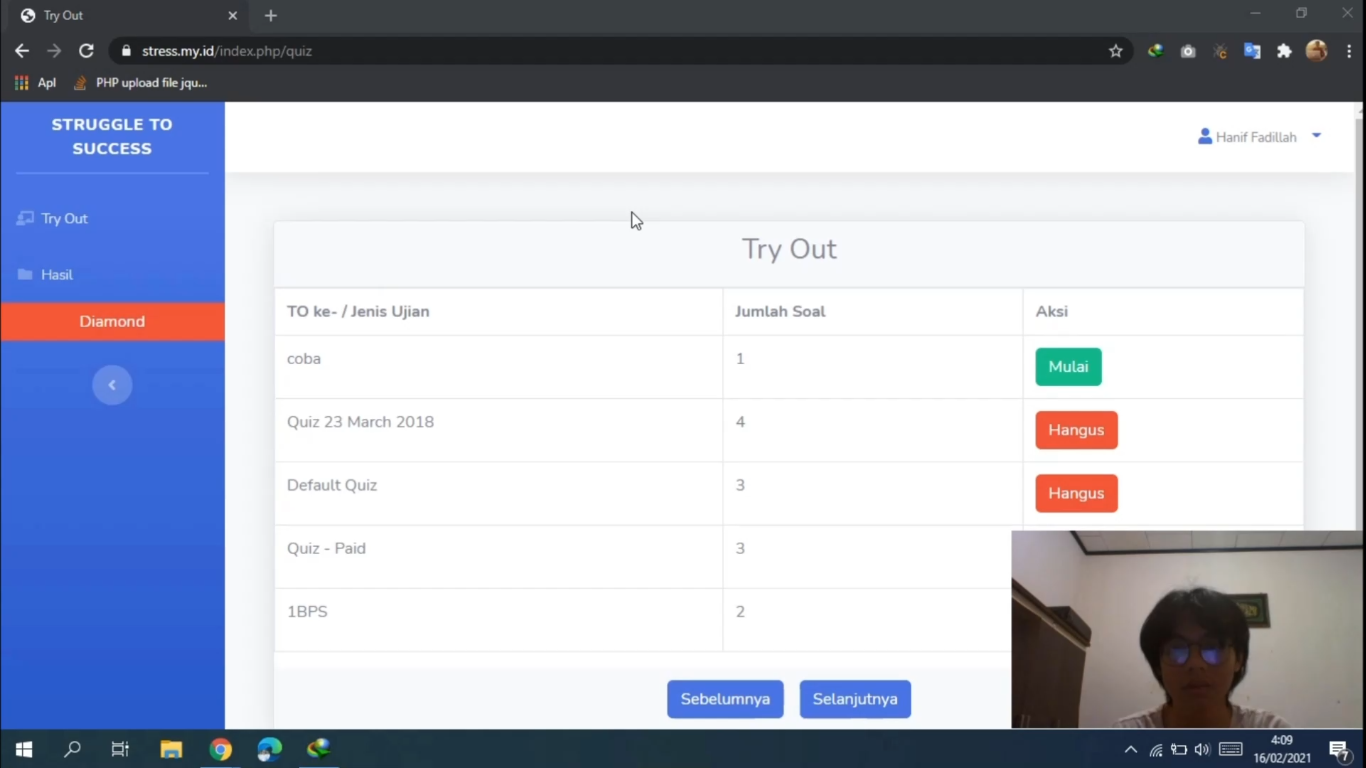 Try Out
stress.my.id/index.php/quiz
Apl
PHP upload file jqu...
STRUGGLE TO
SUCCESS
Hanif Fadillah
Try Out
Hasil
Diamond
Try Out
TO ke- / Jenis Ujian Jumlah Soal Aksi
coba 1 Mulai
Quiz 23 March 2018 4 Hangus
Default Quiz 3 Hangus
Quiz - Paid 3
1BPS 2
Sebelumnya Selanjutnya
4:09
16/02/2021
7